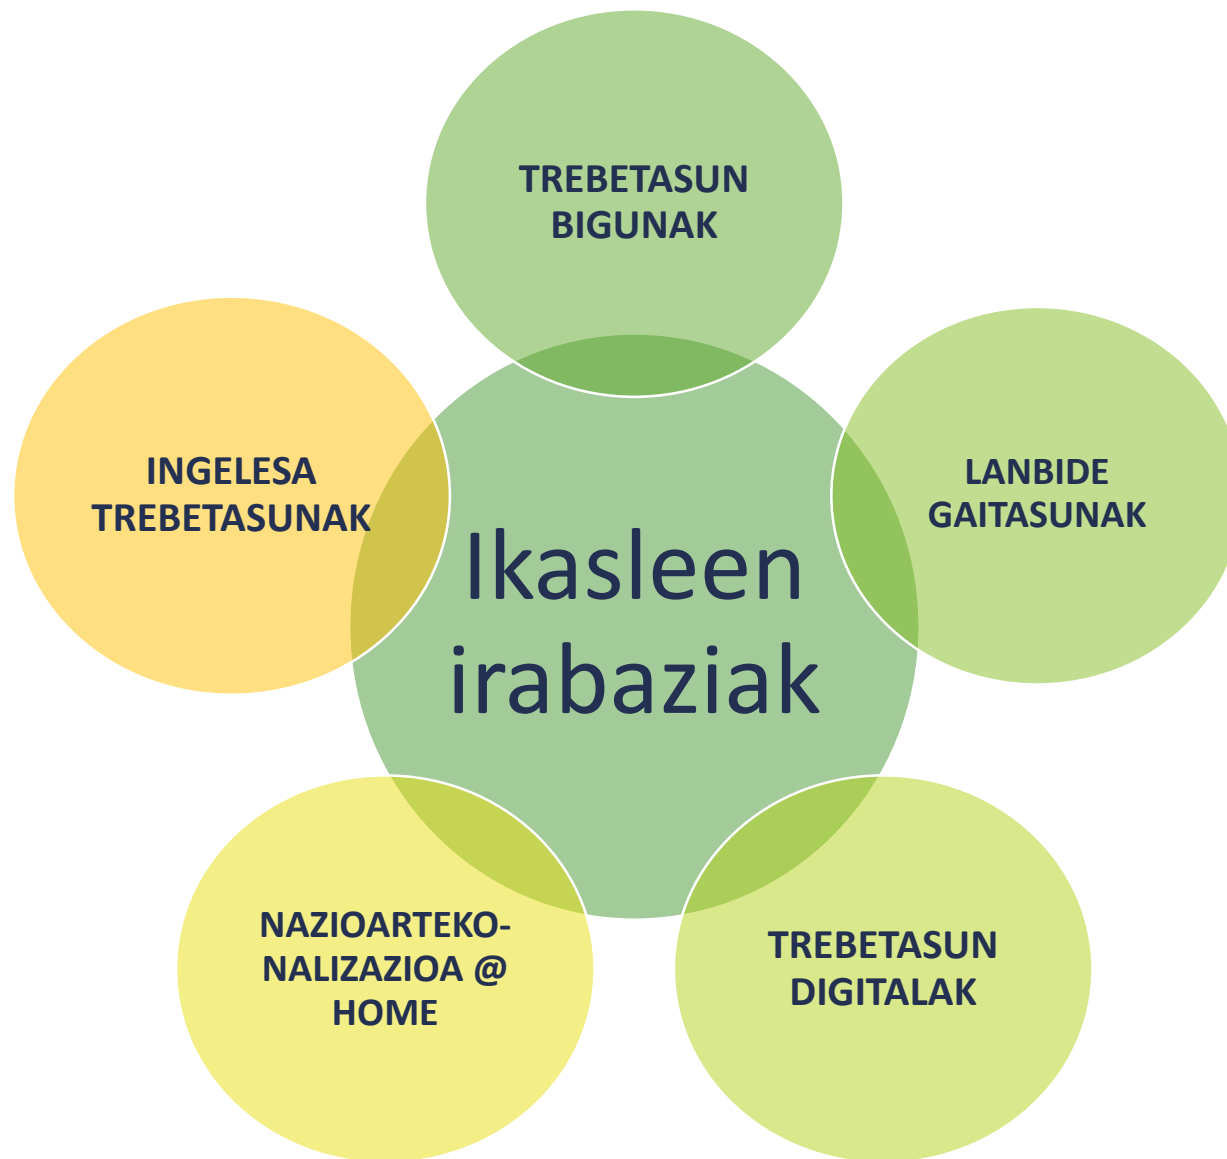 TREBETASUN
BIGUNAK
INGELESA
TREBETASUNAK
LANBIDE
GAITASUNAK
Ikasleen
irabaziak
NAZIOARTEKO-
NALIZAZIOA @
HOME
TREBETASUN
DIGITALAK